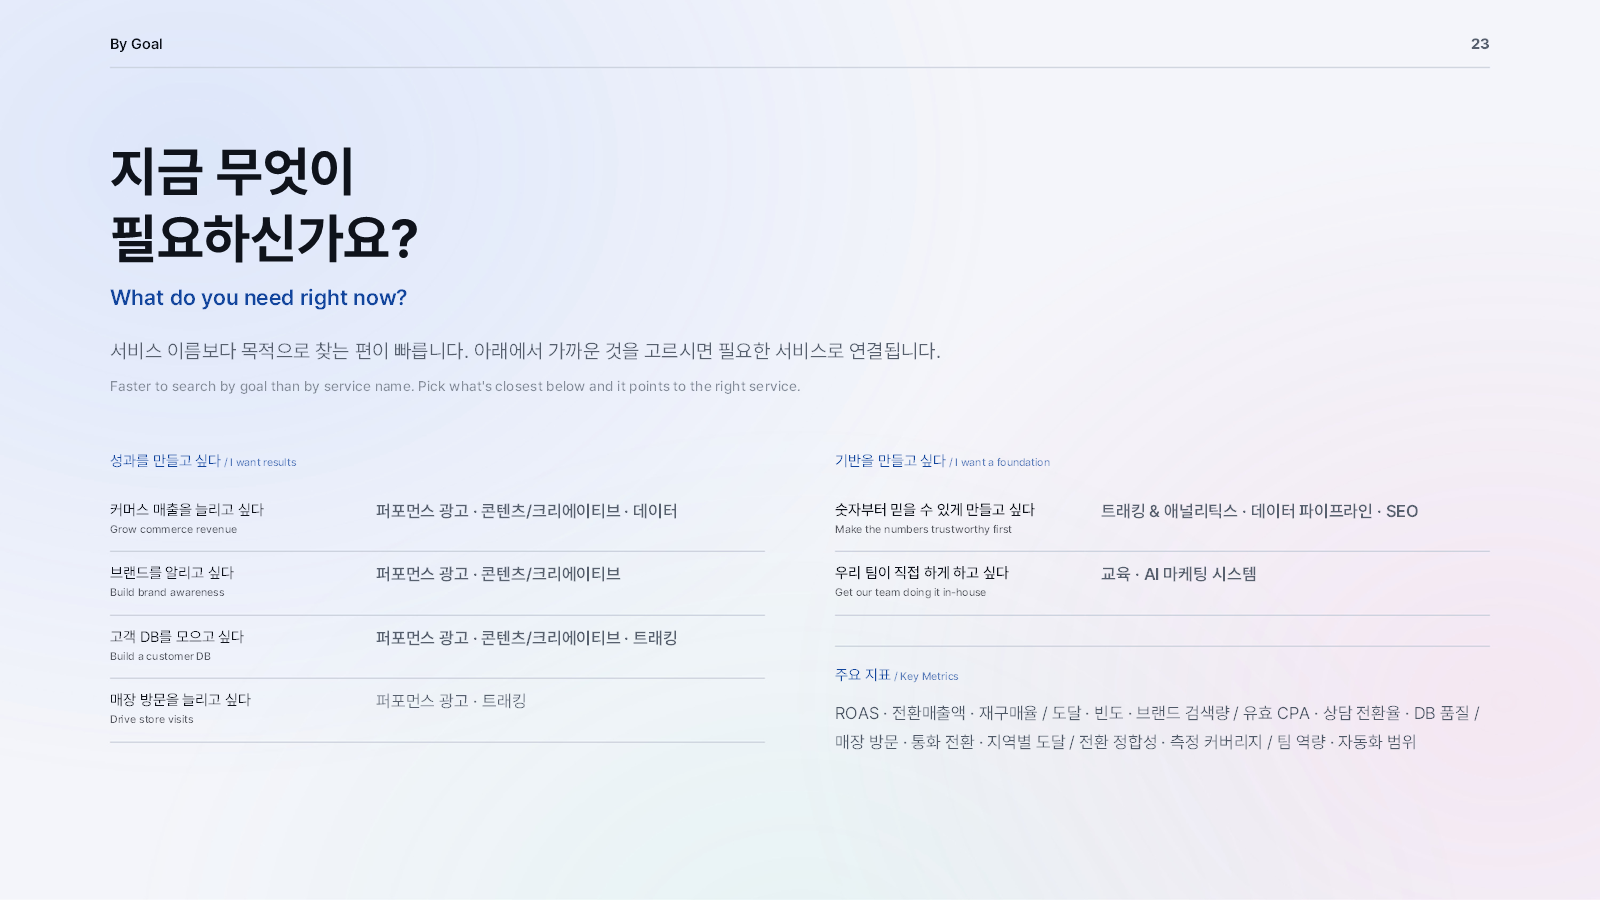 By Goal
23
지금 무엇이
필요하신가요?
What do you need right now?
서비스 이름보다 목적으로 찾는 편이 빠릅니다. 아래에서 가까운 것을 고르시면 필요한 서비스로 연결됩니다.
Faster to search by goal than by service name. Pick what's closest below and it points to the right service.
성과를 만들고 싶다 / I want results
커머스 매출을 늘리고 싶다
Grow commerce revenue
퍼포먼스 광고 · 콘텐츠/크리에이티브 · 데이터
브랜드를 알리고 싶다
Build brand awareness
퍼포먼스 광고 · 콘텐츠/크리에이티브
고객 DB를 모으고 싶다
Build a customer DB
퍼포먼스 광고 · 콘텐츠/크리에이티브 · 트래킹
매장 방문을 늘리고 싶다
Drive store visits
퍼포먼스 광고 · 트래킹
기반을 만들고 싶다 / I want a foundation
숫자부터 믿을 수 있게 만들고 싶다
Make the numbers trustworthy first
트래킹 & 애널리틱스 · 데이터 파이프라인 · SEO
우리 팀이 직접 하게 하고 싶다
Get our team doing it in-house
교육 · AI 마케팅 시스템
주요 지표 / Key Metrics
ROAS · 전환매출액 · 재구매율 / 도달 · 빈도 · 브랜드 검색량 / 유효 CPA · 상담 전환율 · DB 품질 /
매장 방문 · 통화 전환 · 지역별 도달 / 전환 정합성 · 측정 커버리지 / 팀 역량 · 자동화 범위